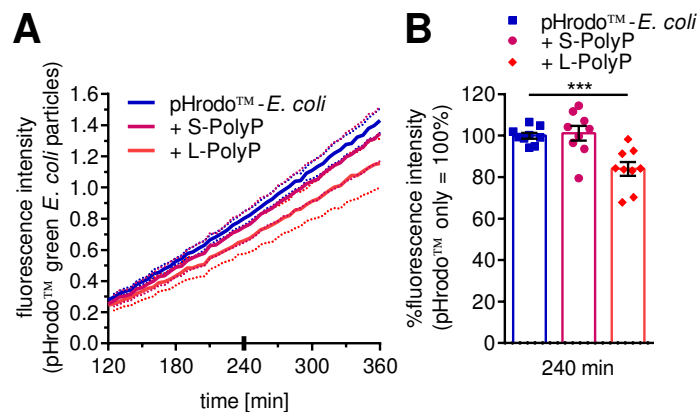 A
fluorescence intensity
(pHrodo™ green E. coli particles)
1.6
1.4
1.2
1.0
0.8
0.6
0.4
0.2
0.0
pHrodo™-E. coli
+ S-PolyP
+ L-PolyP
120
180
240
300
360
time [min]
B
pHrodo™-E. coli
+ S-PolyP
+ L-PolyP
%fluorescence intensity
(pHrodo™ only = 100%)
120
100
80
60
40
20
0
***
240 min